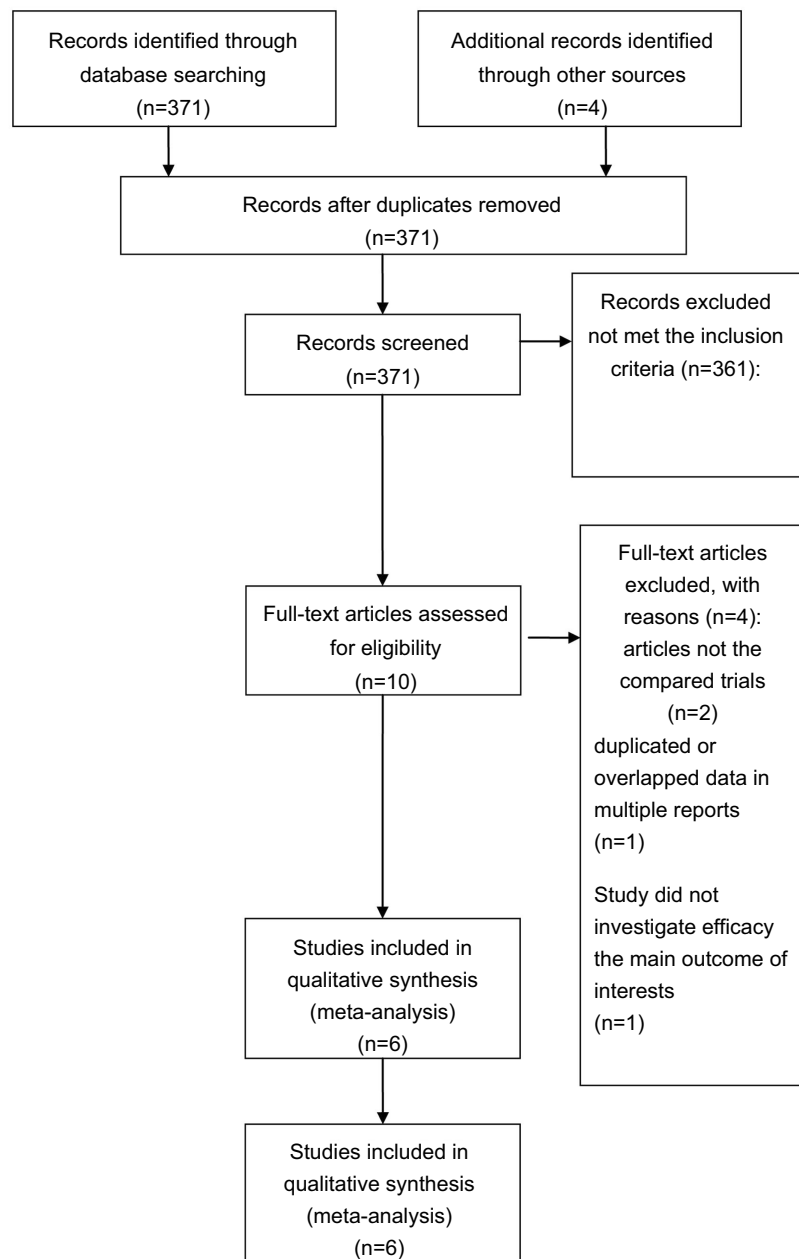 Records identified through
database searching
(n=371)
Additional records identified
through other sources
(n=4)
Records after duplicates removed
(n=371)
Records screened
(n=371)
Records excluded
not met the inclusion
criteria (n=361):
Full-text articles assessed
for eligibility
(n=10)
Full-text articles
excluded, with
reasons (n=4):
articles not the
compared trials
(n=2)
duplicated or
overlapped data in
multiple reports
(n=1)
Study did not
investigate efficacy
the main outcome of
interests
(n=1)
Studies included in
qualitative synthesis
(meta-analysis)
(n=6)
Studies included in
qualitative synthesis
(meta-analysis)
(n=6)